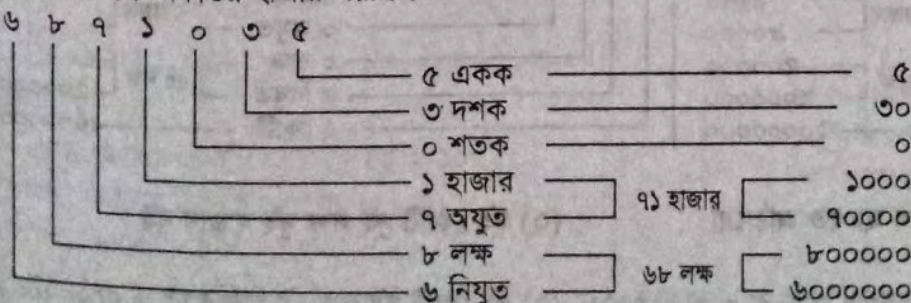 ৬ ৮ ৭ ১ ০ ৩ ৫
৫ একক ৫
৩ দশক ৩০
০ শতক ০
১ হাজার ১০০০
৭১ হাজার
৭ অযুত ৭০০০০
৮ লক্ষ ৮০০০০০
৬৮ লক্ষ
৬ নিযুত ৬০০০০০০